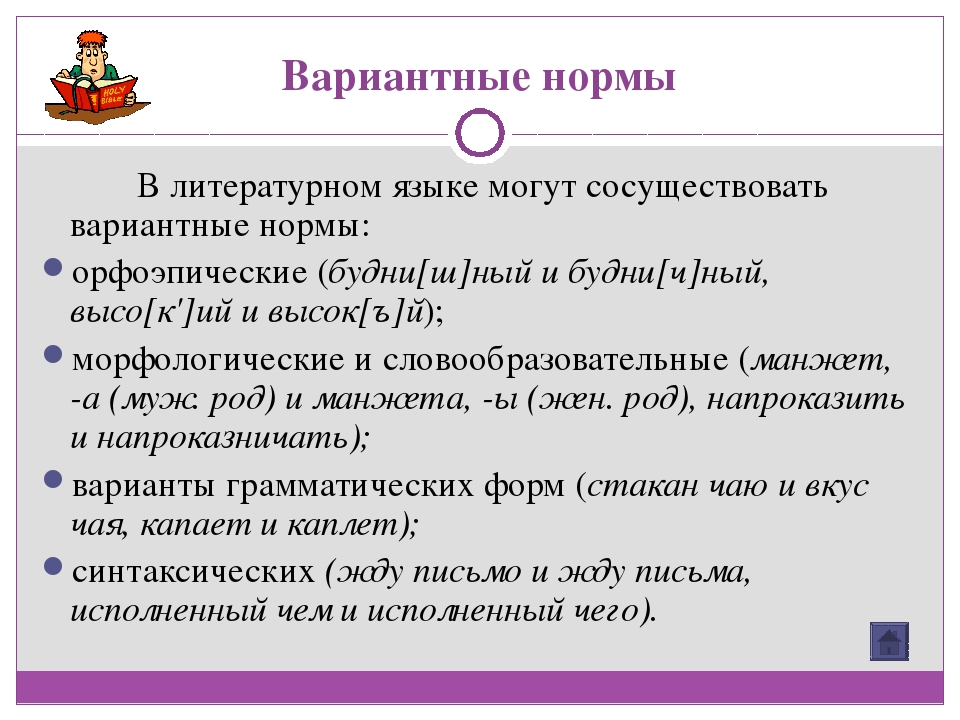 Вариантные нормы
HOLY Bible
В литературном языке могут сосуществовать
вариантные нормы:
орфоэпические (будни[ш]ный и будни[ч]ный,
высо[к']ий и высок[ъ]й);
морфологические и словообразовательные (манжет,
-а (муж. род) и манжета, -ы (жен. род), напроказить
и напроказничать);
варианты грамматических форм (стакан чаю и вкус
чая, капает и каплет);
синтаксических (жду письмо и жду письма,
исполненный чем и исполненный чего).